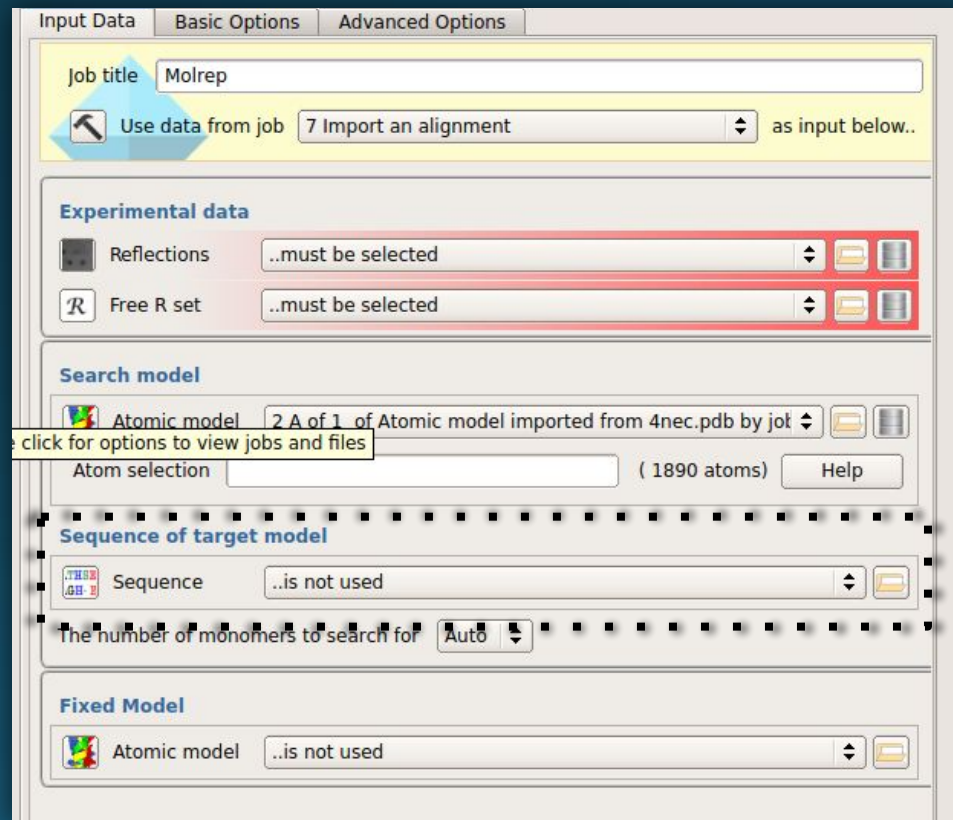 Input Data Basic Options Advanced Options
Job title Molrep
Use data from job 7 Import an alignment as input below..
Experimental data
Reflections ..must be selected
R Free R set ..must be selected
Search model
Atomic model 2 A of 1 of Atomic model imported from 4nec.pdb by job
click for options to view jobs and files
Atom selection ( 1890 atoms) Help
Sequence of target model
Sequence ..is not used
The number of monomers to search for Auto
Fixed Model
Atomic model ..is not used